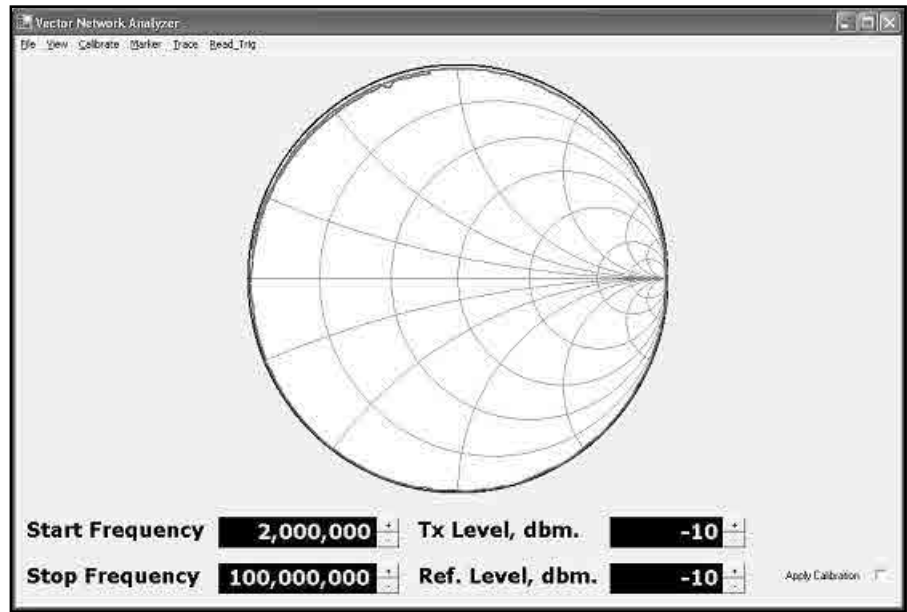 Vector Network Analyzer
File View Calibrate Marker Trace Read_Trig
Start Frequency 2,000,000 + - Tx Level, dbm. -10 + -
Stop Frequency 100,000,000 + - Ref. Level, dbm. -10 + -
Apply Calibration